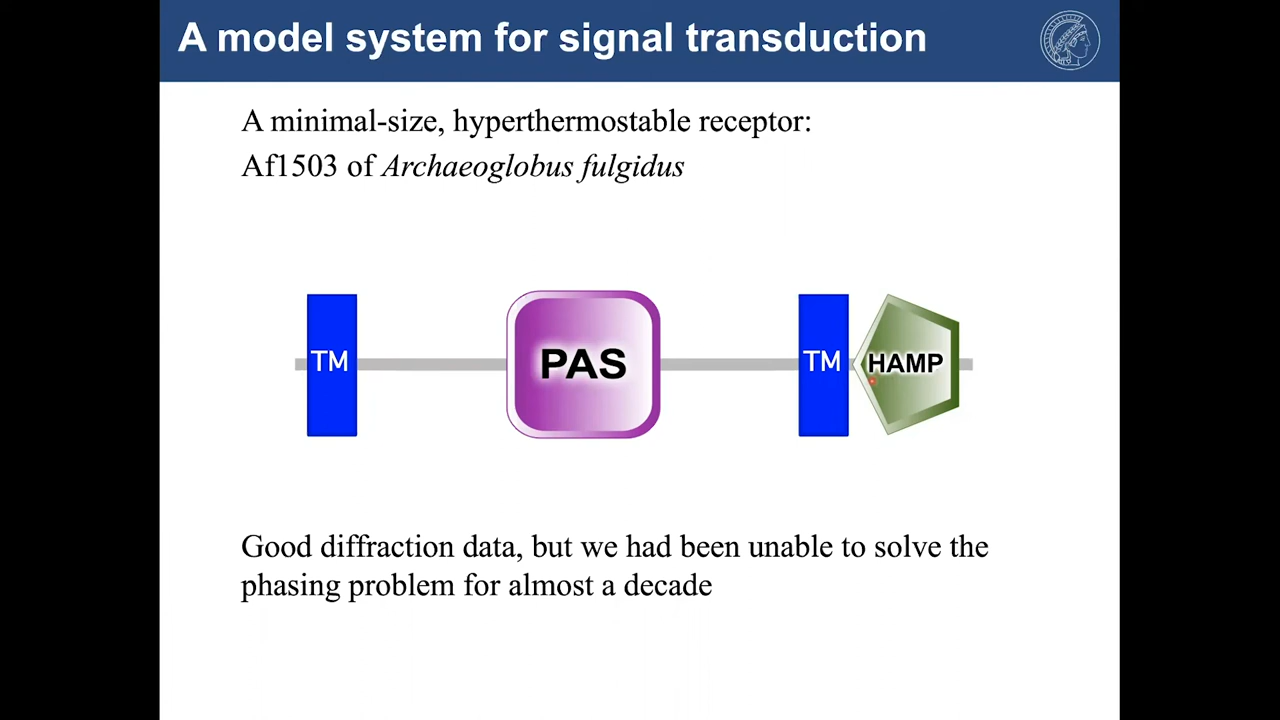 A model system for signal transduction
A minimal-size, hyperthermostable receptor:
Af1503 of Archaeoglobus fulgidus
TM
PAS
TM
HAMP
Good diffraction data, but we had been unable to solve the
phasing problem for almost a decade